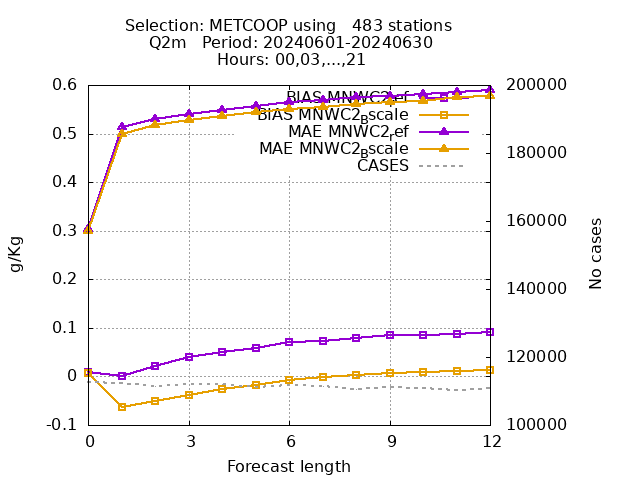 Selection: METCOOP using   483 stations
Q2m   Period: 20240601-20240630
Hours: 00,03,...,21
0.6
0.5
0.4
0.3
0.2
0.1
0
-0.1
g/Kg
BIAS MNWC2_ref
BIAS MNWC2_Bscale
MAE MNWC2_ref
MAE MNWC2_Bscale
CASES
200000
180000
160000
140000
120000
100000
No cases
0 3 6 9 12
Forecast length